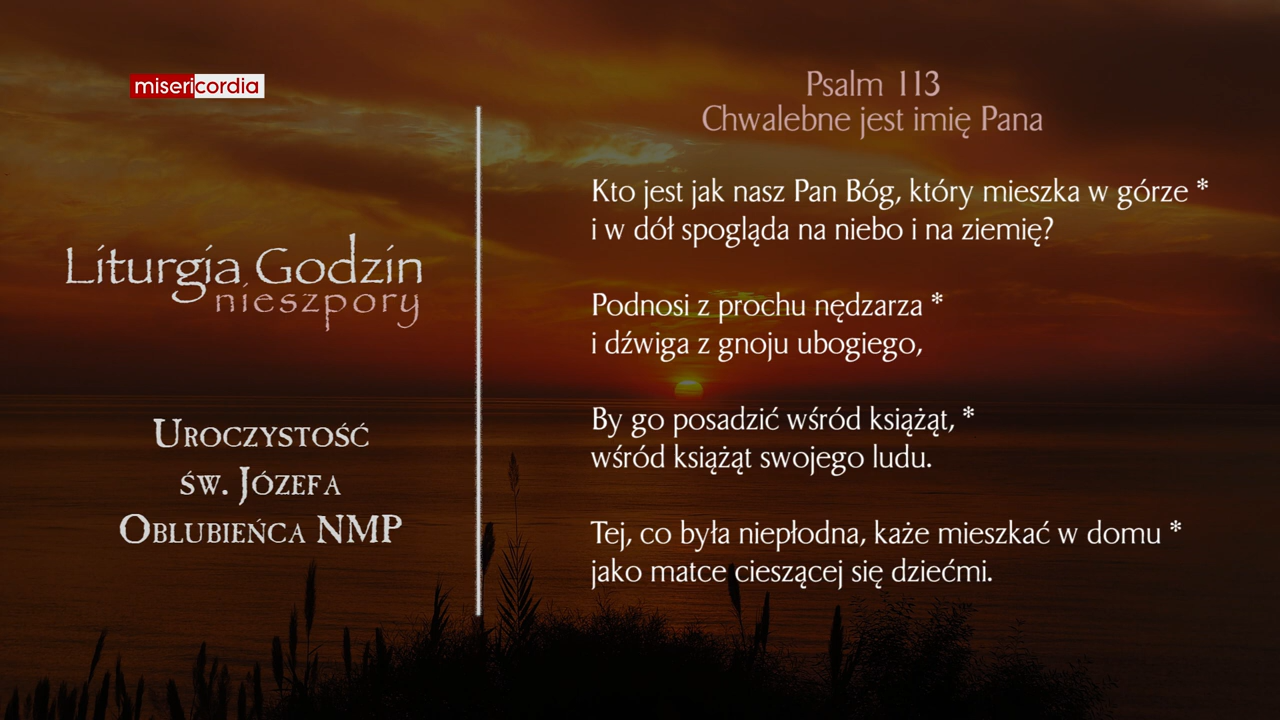 misericordia
Liturgia Godzin
nieszpory
Uroczystość
św. Józefa
Oblubieńca NMP
Psalm 113
Chwalebne jest imię Pana
Kto jest jak nasz Pan Bóg, który mieszka w górze *
i w dół spogląda na niebo i na ziemię?
Podnosi z prochu nędzarza *
i dźwiga z gnoju ubogiego,
By go posadzić wśród książąt, *
wśród książąt swojego ludu.
Tej, co była niepłodna, każe mieszkać w domu *
jako matce cieszącej się dziećmi.